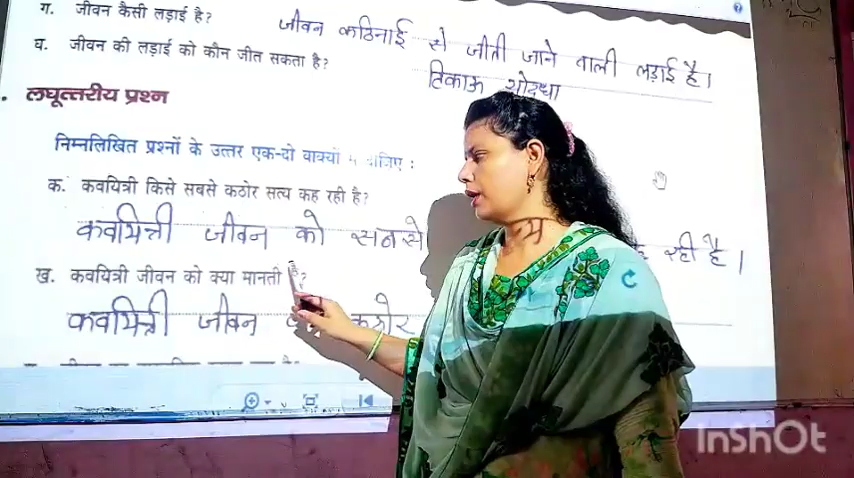 ग. जीवन कैसी लड़ाई है?
जीवन कठिनाई से जीती जाने वाली लड़ाई है।
घ. जीवन की लड़ाई को कौन जीत सकता है?
टिकाऊ योद्धा
लघूत्तरीय प्रश्न
निम्नलिखित प्रश्नों के उत्तर एक-दो वाक्यों
क. कवयित्री किसे सबसे कठोर सत्य कह रही है?
कवयित्री जीवन को सबसे रही है।
ख. कवयित्री जीवन को क्या मानती है?
कवयित्री जीवन कठोर
InShOt